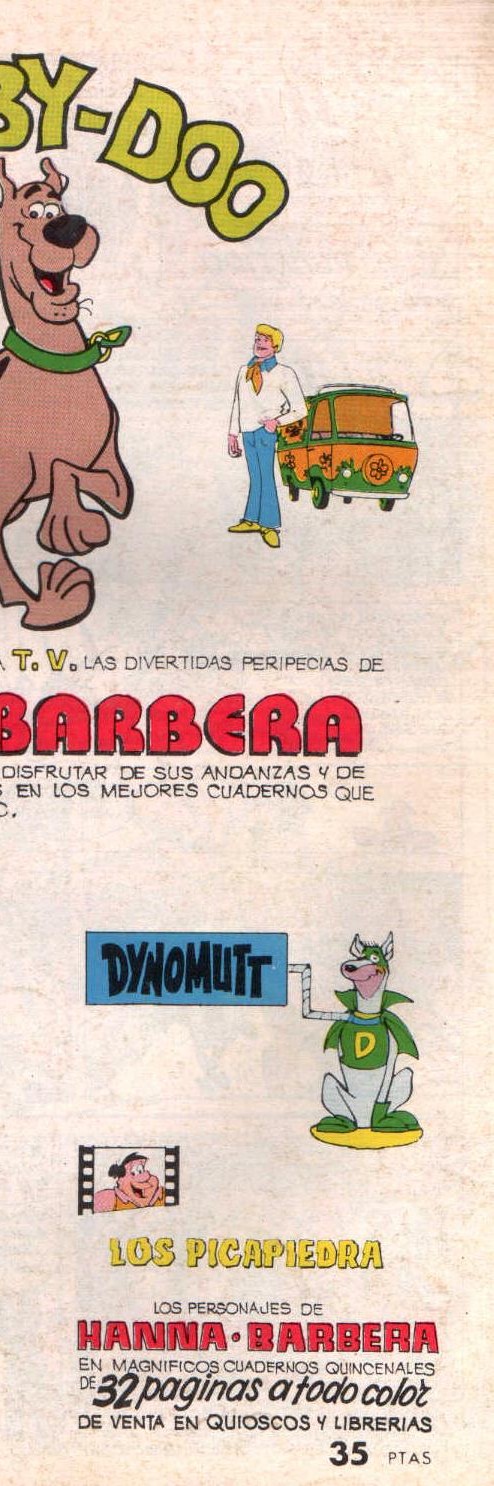 BY-DOO
T. V. LAS DIVERTIDAS PERIPECIAS DE
BARBERA
DISFRUTAR DE SUS ANDANZAS Y DE
EN LOS MEJORES CUADERNOS QUE
DYNOMUTT
D
LOS PICAPIEDRA
LOS PERSONAJES DE
HANNA·BARBERA
EN MAGNIFICOS CUADERNOS QUINCENALES
DE 32 paginas a todo color
DE VENTA EN QUIOSCOS Y LIBRERIAS
35 PTAS